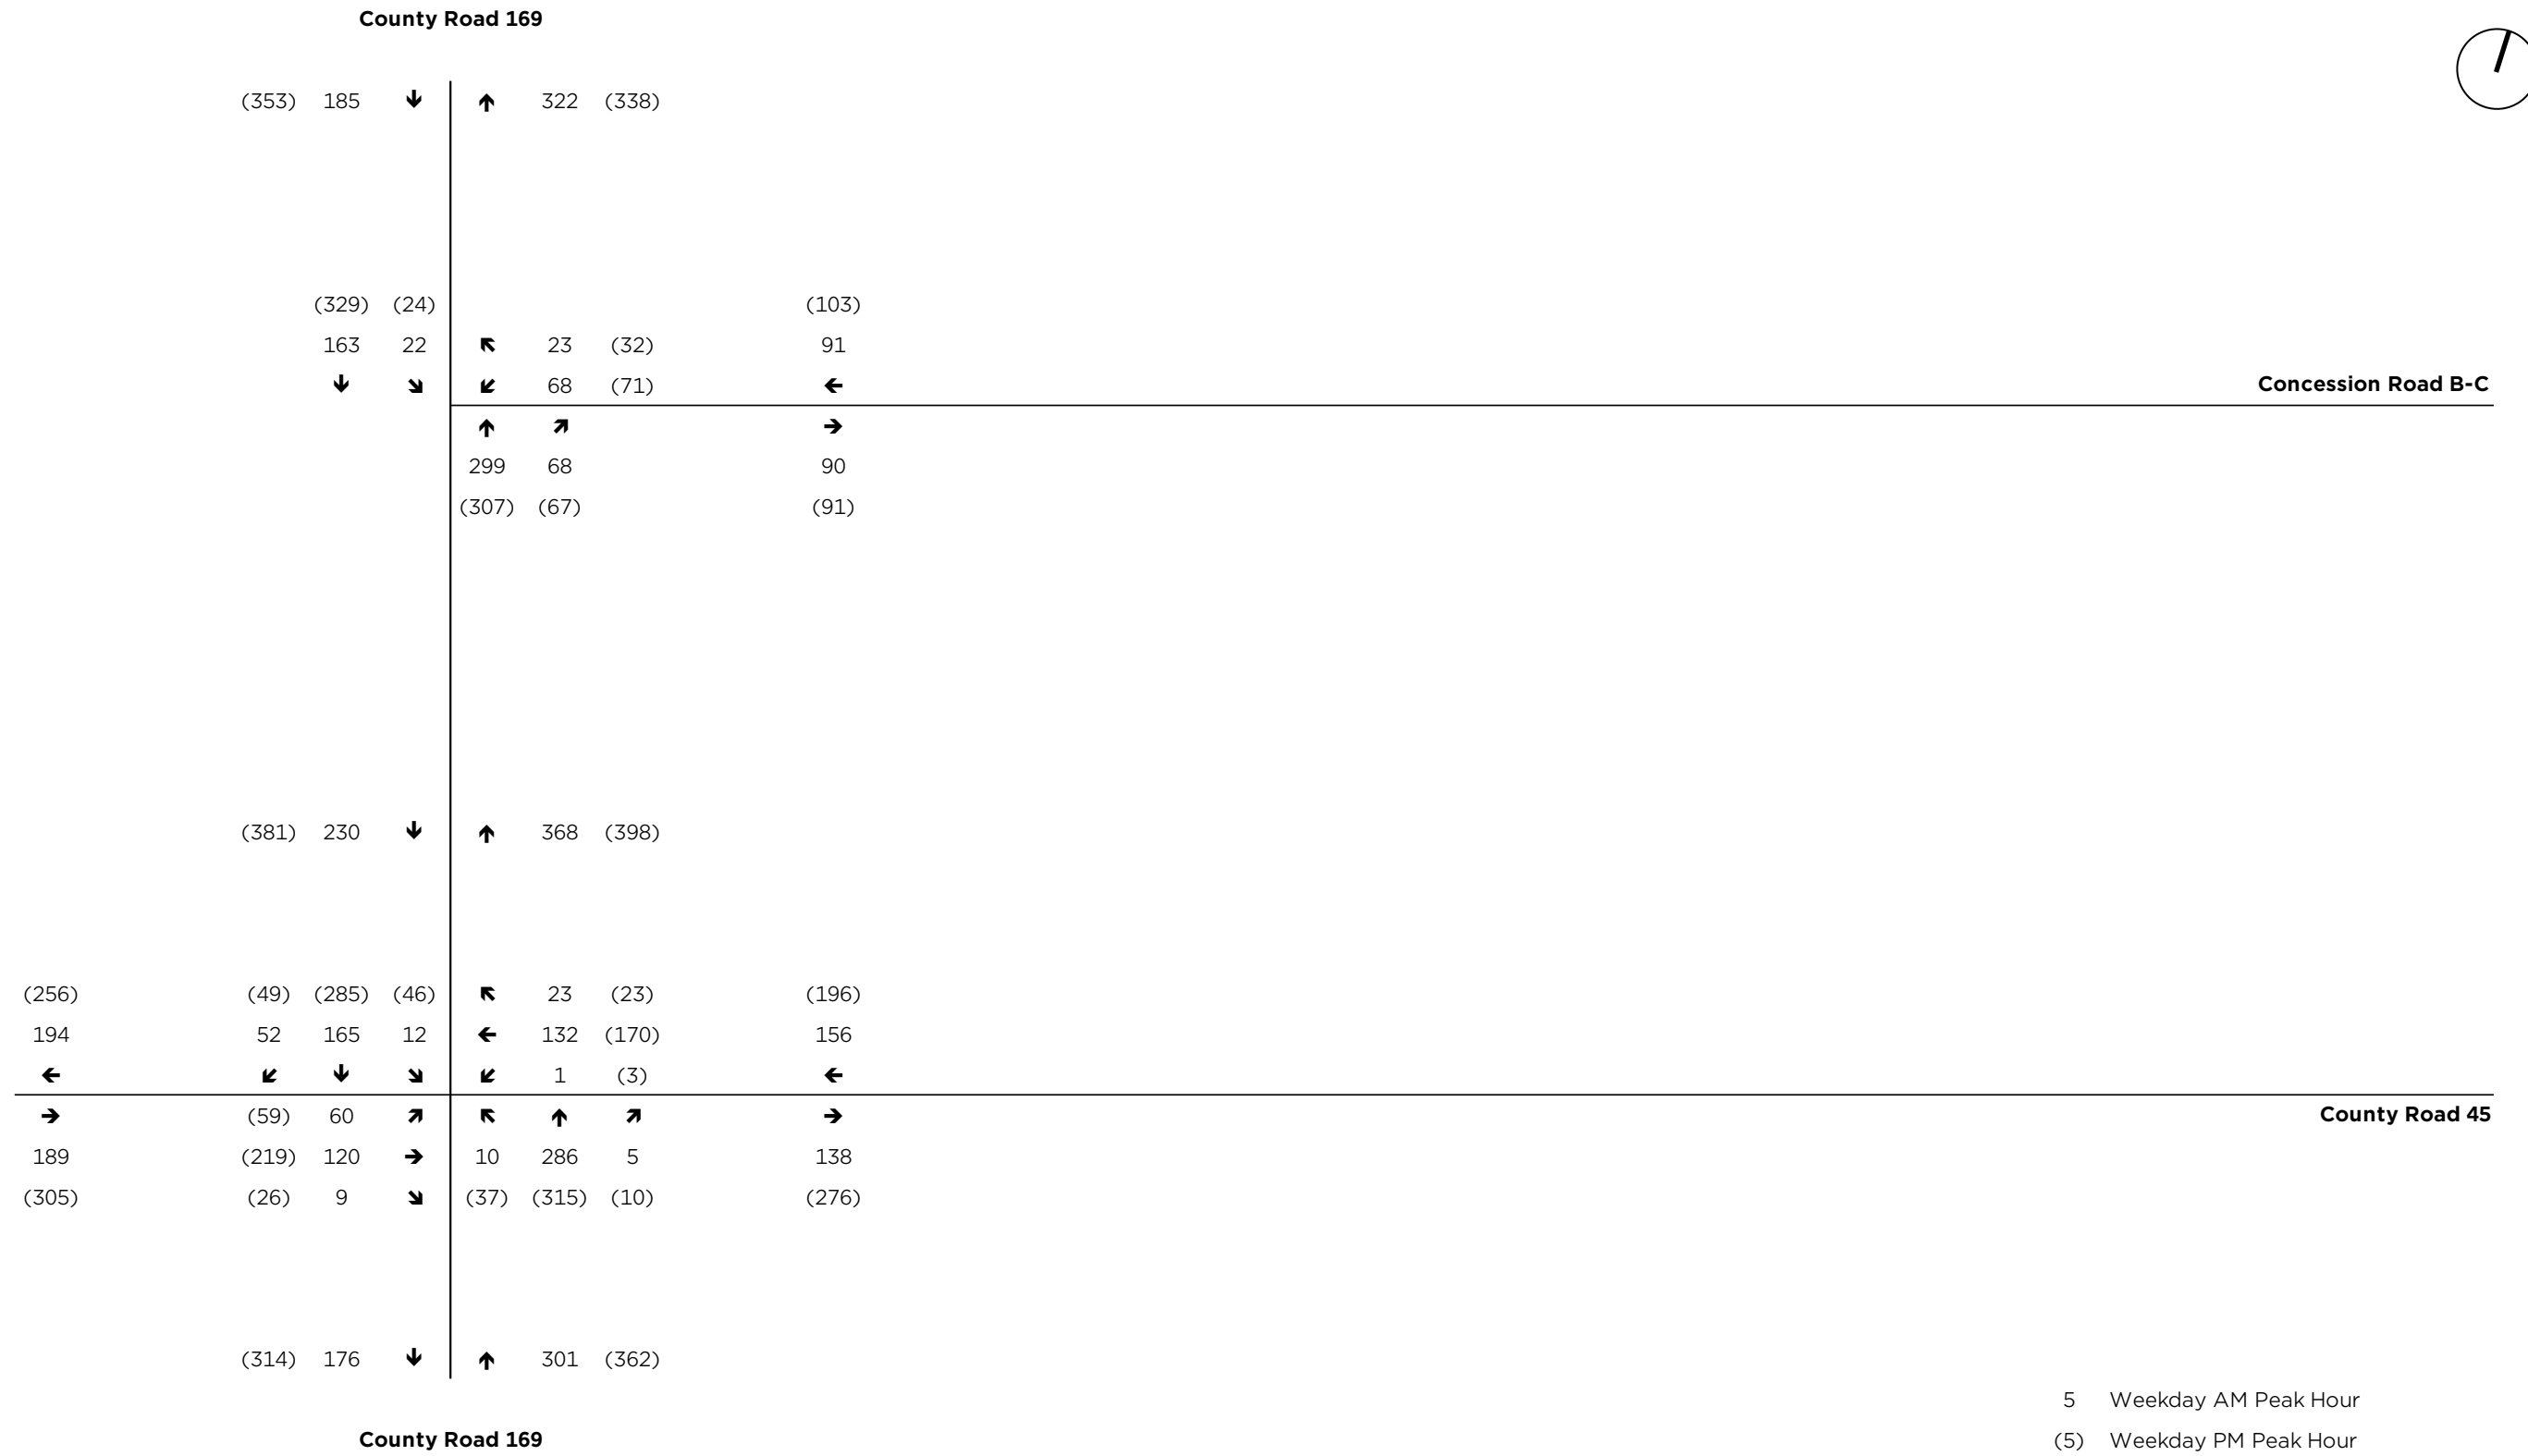 County Road 169
(353) 185 ↓ ↑ 322 (338)
(329) (24) (103)
163 22 ↖ 23 (32) 91
↓ ↘ ↙ 68 (71) ←
Concession Road B-C
↑ ↗ →
299 68 90
(307) (67) (91)
(381) 230 ↓ ↑ 368 (398)
(256) (49) (285) (46) ↖ 23 (23) (196)
194 52 165 12 ← 132 (170) 156
← ↙ ↓ ↘ ↙ 1 (3) ←
→ (59) 60 ↗ ↖ ↑ ↗ → County Road 45
189 (219) 120 → 10 286 5 138
(305) (26) 9 ↘ (37) (315) (10) (276)
(314) 176 ↓ ↑ 301 (362)
5 Weekday AM Peak Hour
County Road 169
(5) Weekday PM Peak Hour